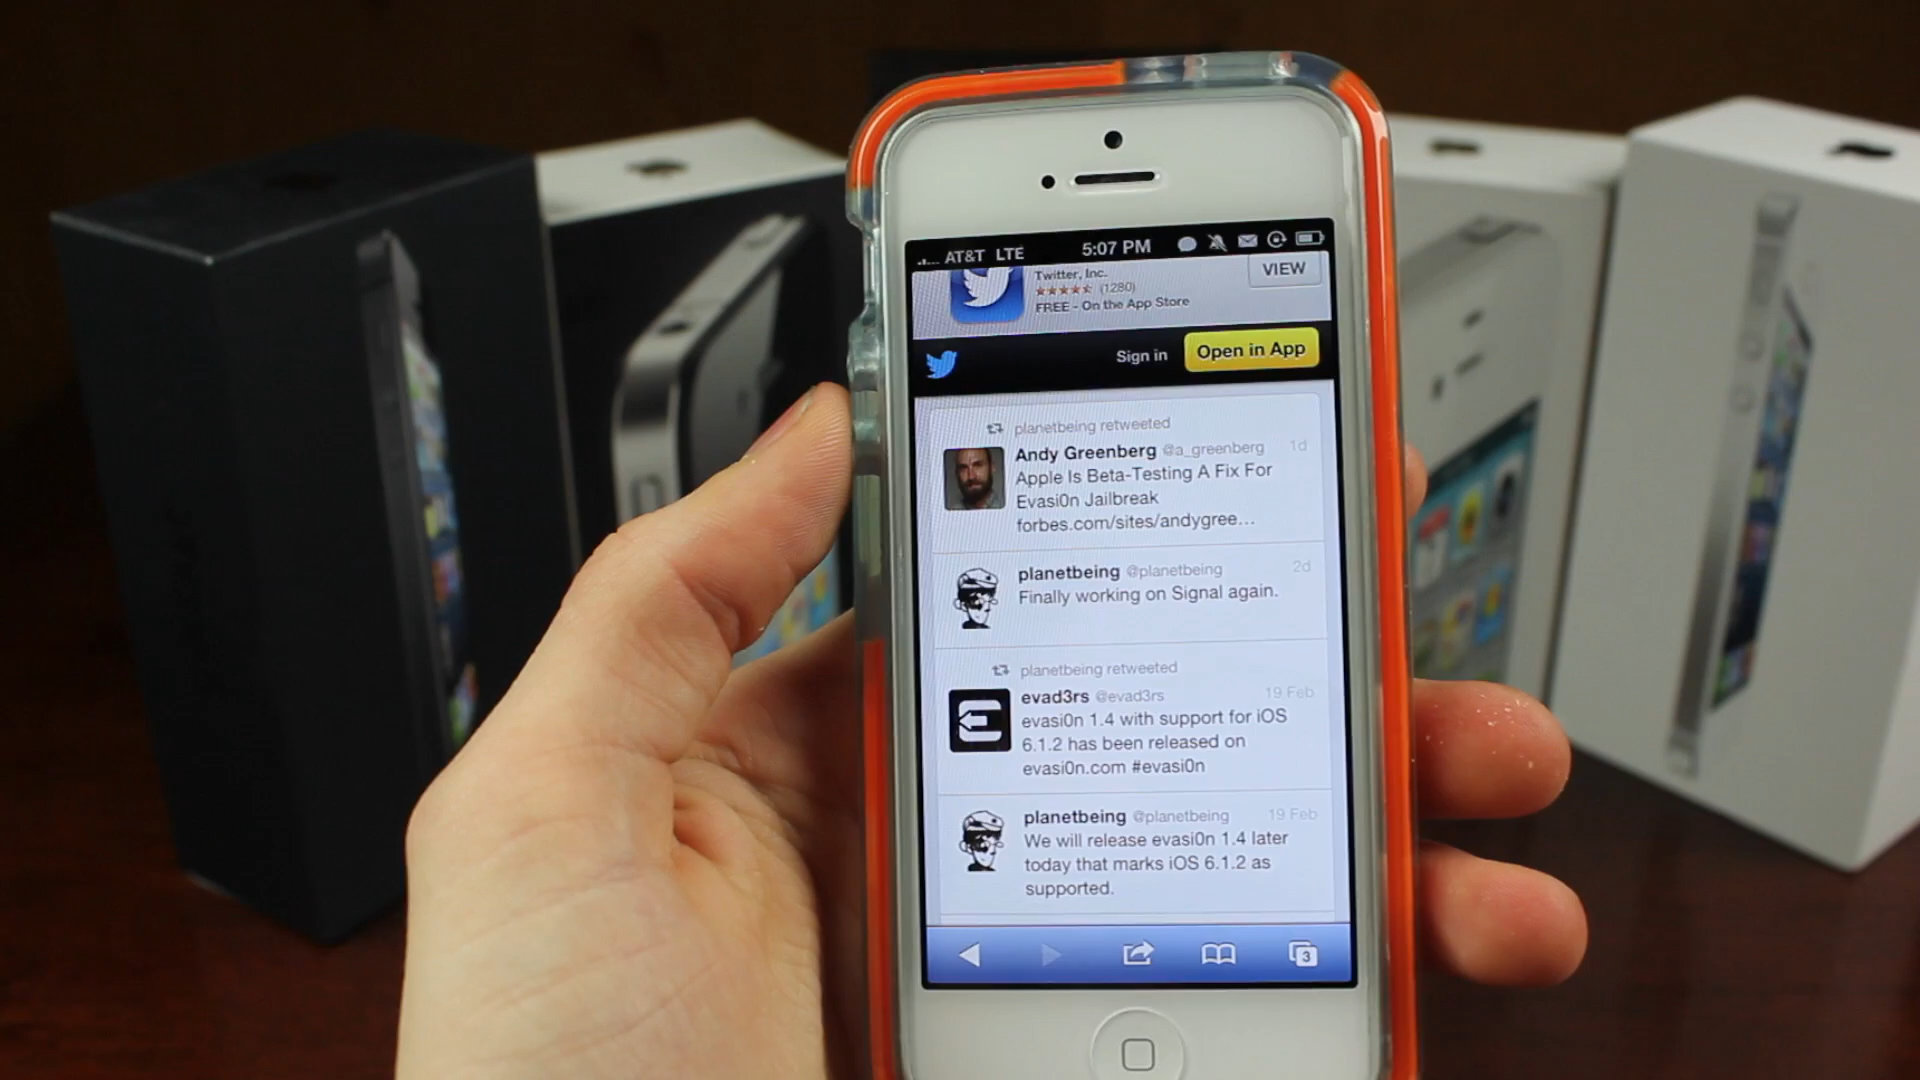 AT&T LTE 5:07 PM
Twitter, Inc.
(1280)
FREE - On the App Store
VIEW
Sign in
Open in App
planetbeing retweeted
Andy Greenberg @a_greenberg 1d
Apple Is Beta-Testing A Fix For
Evasi0n Jailbreak
forbes.com/sites/andygree...
planetbeing @planetbeing 2d
Finally working on Signal again.
planetbeing retweeted
evad3rs @evad3rs 19 Feb
evasi0n 1.4 with support for iOS
6.1.2 has been released on
evasi0n.com #evasi0n
planetbeing @planetbeing 19 Feb
We will release evasi0n 1.4 later
today that marks iOS 6.1.2 as
supported.
3